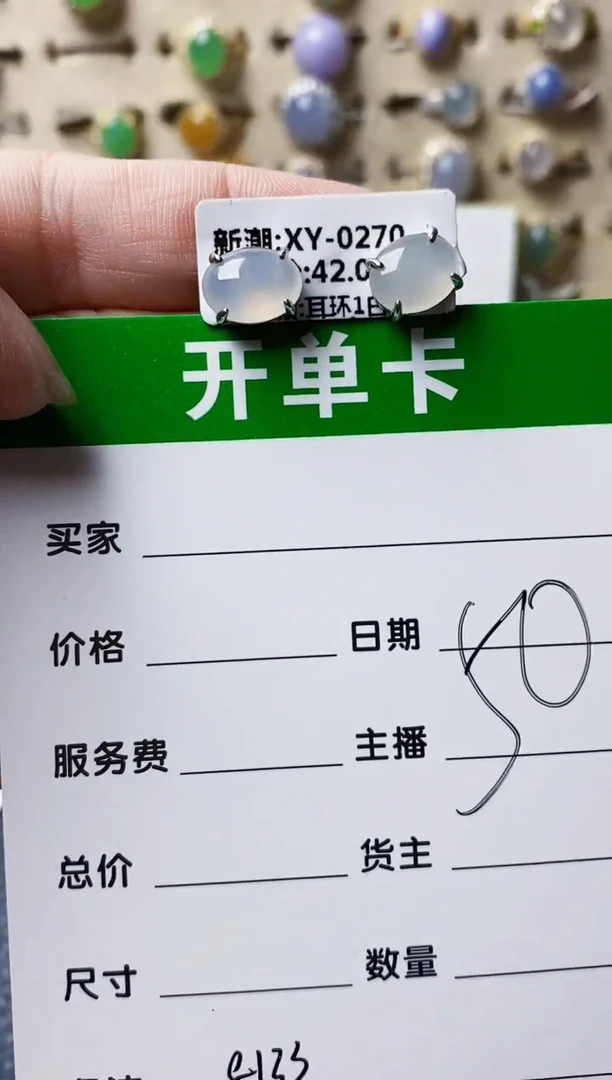 新潮:XY-0270
:42.0
:耳环1
开单卡
买家
价格 日期
50
服务费 主播
总价 货主
尺寸 数量